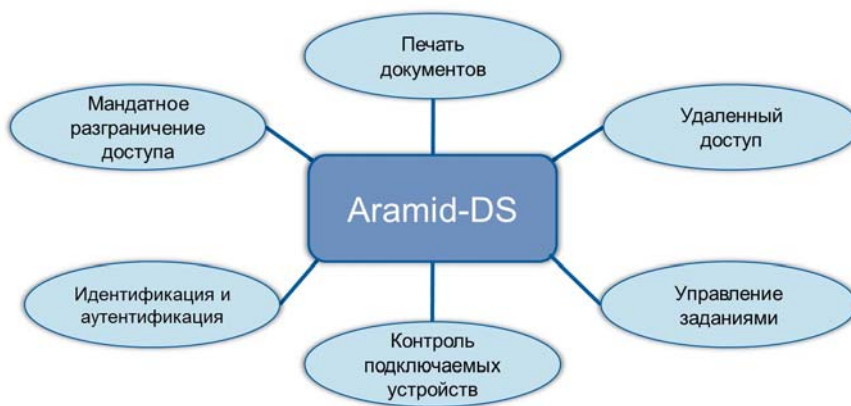 Печать
документов
Мандатное
разграничение
доступа
Удаленный
доступ
Aramid-DS
Идентификация и
аутентификация
Управление
заданиями
Контроль
подключаемых
устройств